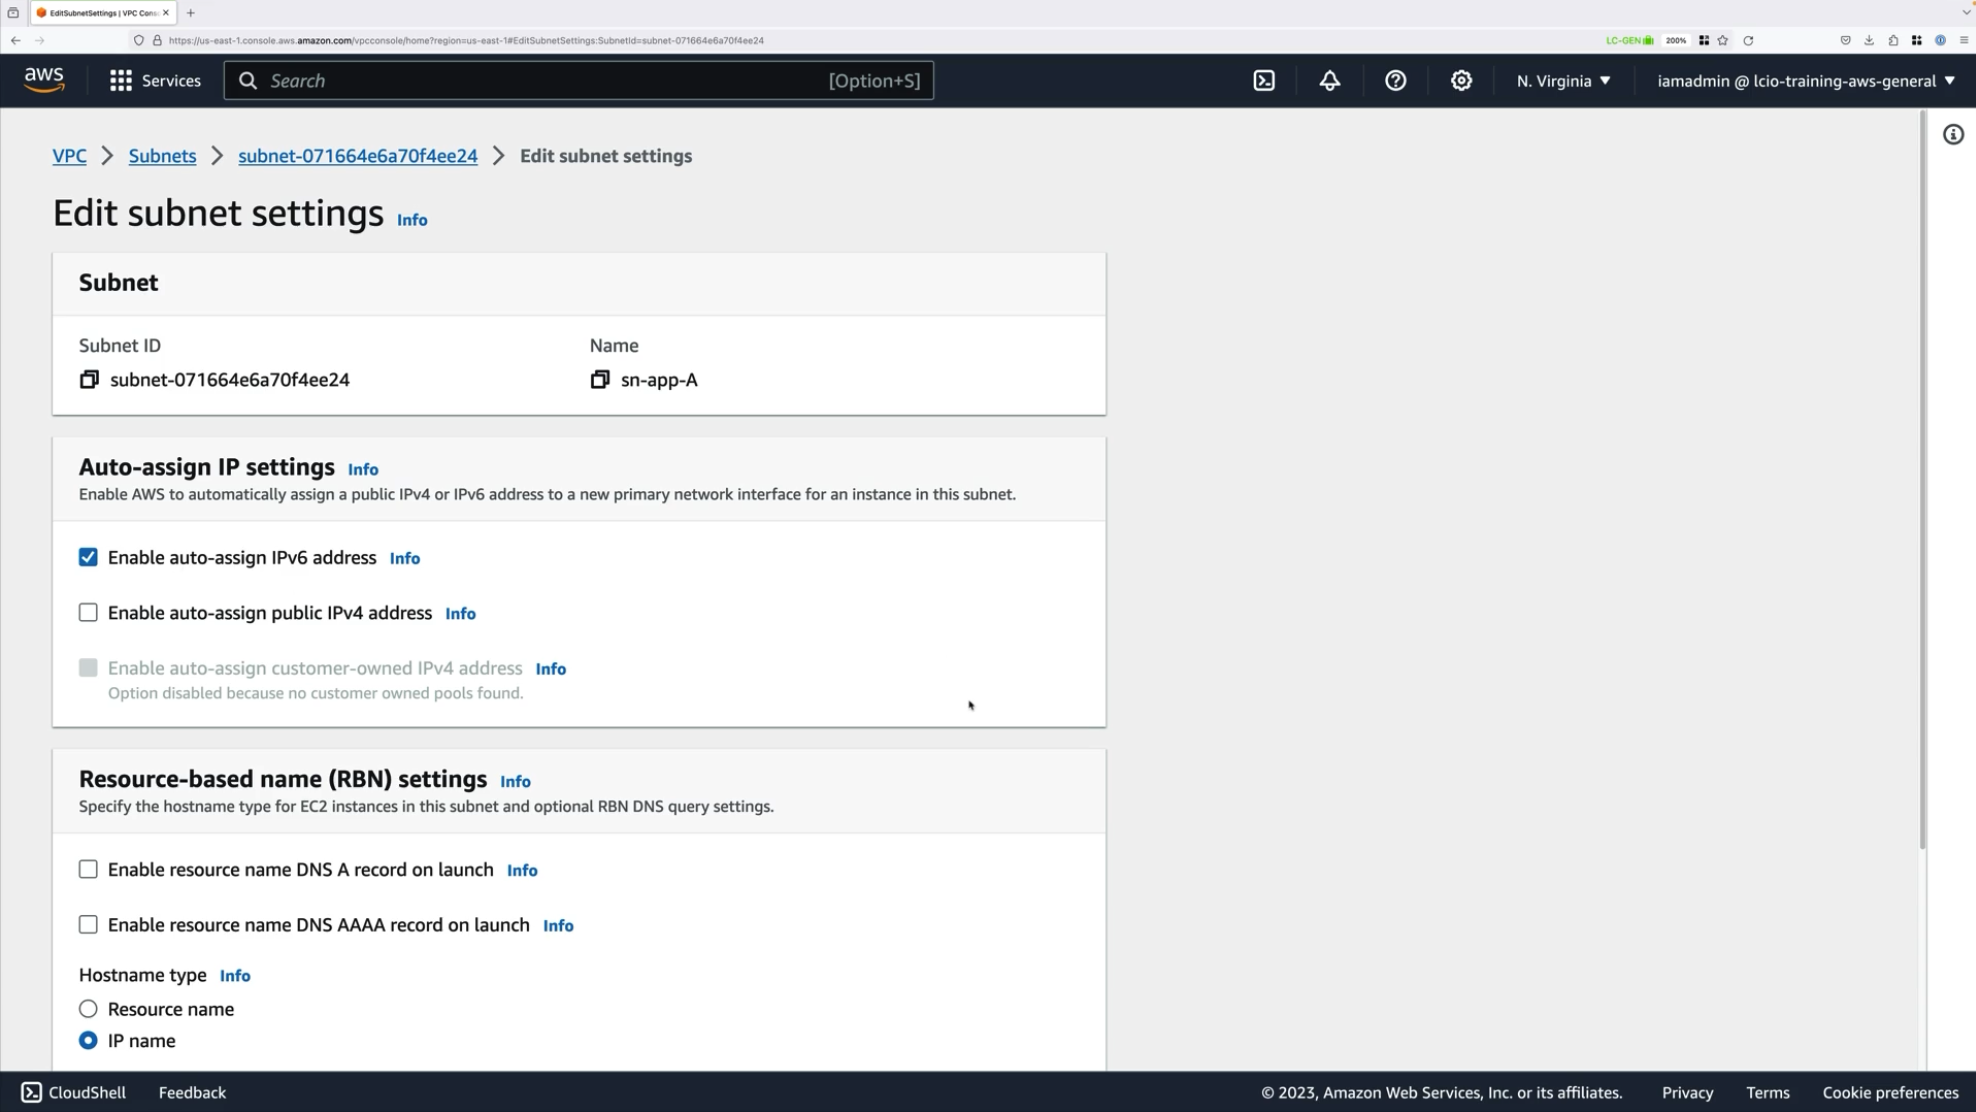 EditSubnetSettings | VPC Cons
https://us-east-1.console.aws.amazon.com/vpcconsole/home?region=us-east-1#EditSubnetSettings:SubnetId=subnet-071664e6a70f4ee24
LC-GEN
200%
aws
Services
Search
[Option+S]
N. Virginia
iamadmin @ lcio-training-aws-general
VPC
Subnets
subnet-071664e6a70f4ee24
Edit subnet settings
Edit subnet settings Info
Subnet
Subnet ID
Name
subnet-071664e6a70f4ee24
sn-app-A
Auto-assign IP settings Info
Enable AWS to automatically assign a public IPv4 or IPv6 address to a new primary network interface for an instance in this subnet.
Enable auto-assign IPv6 address Info
Enable auto-assign public IPv4 address Info
Enable auto-assign customer-owned IPv4 address Info
Option disabled because no customer owned pools found.
Resource-based name (RBN) settings Info
Specify the hostname type for EC2 instances in this subnet and optional RBN DNS query settings.
Enable resource name DNS A record on launch Info
Enable resource name DNS AAAA record on launch Info
Hostname type Info
Resource name
IP name
CloudShell
Feedback
© 2023, Amazon Web Services, Inc. or its affiliates.
Privacy
Terms
Cookie preferences